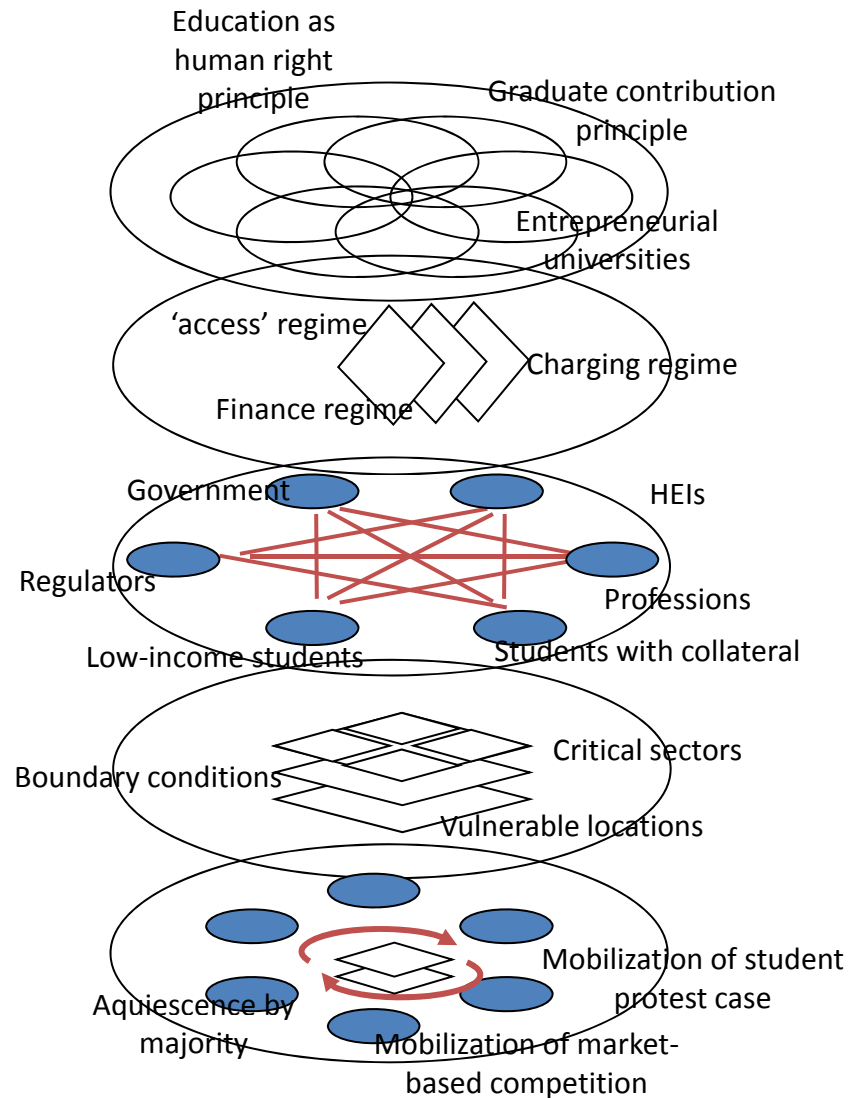 Education as
human right
principle
Graduate contribution
principle
Entrepreneurial
universities
‘access’ regime
Charging regime
Finance regime
Government
HEIs
Regulators
Professions
Low-income students
Students with collateral
Critical sectors
Boundary conditions
Vulnerable locations
Mobilization of student
protest case
Aquiescence by
majority
Mobilization of market-
based competition